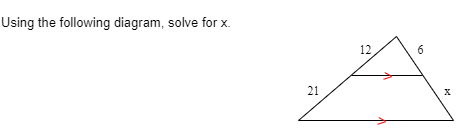 Using the following diagram, solve for x.
12 6
21 x